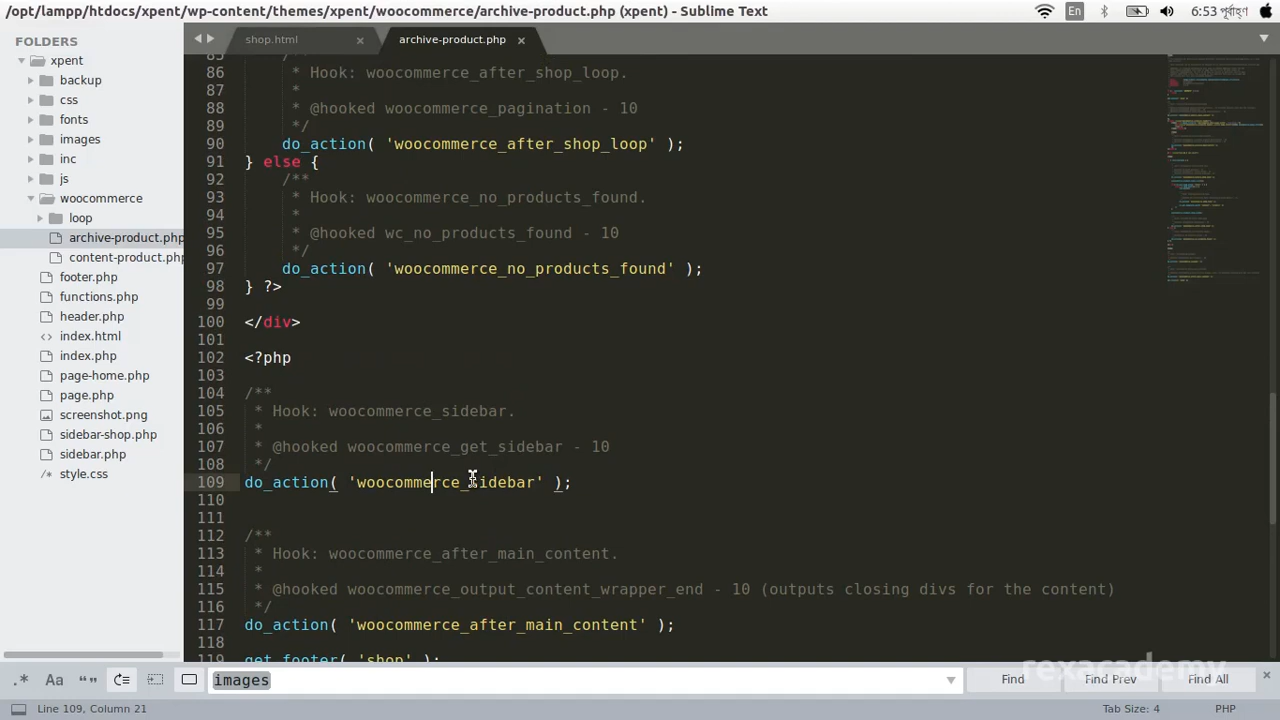 /opt/lampp/htdocs/xpent/wp-content/themes/xpent/woocommerce/archive-product.php (xpent) - Sublime Text
En
6:53 পূর্বাহ্ণ
FOLDERS
xpent
backup
css
fonts
images
inc
js
woocommerce
loop
archive-product.php
content-product.php
footer.php
functions.php
header.php
index.html
index.php
page-home.php
page.php
screenshot.png
sidebar-shop.php
sidebar.php
style.css
shop.html
archive-product.php
85 /**
86 * Hook: woocommerce_after_shop_loop.
87 *
88 * @hooked woocommerce_pagination - 10
89 */
90 do_action( 'woocommerce_after_shop_loop' );
91 } else {
92 /**
93 * Hook: woocommerce_no_products_found.
94 *
95 * @hooked wc_no_products_found - 10
96 */
97 do_action( 'woocommerce_no_products_found' );
98 } ?>
99
100 </div>
101
102 <?php
103
104 /**
105 * Hook: woocommerce_sidebar.
106 *
107 * @hooked woocommerce_get_sidebar - 10
108 */
109 do_action( 'woocommerce_sidebar' );
110
111
112 /**
113 * Hook: woocommerce_after_main_content.
114 *
115 * @hooked woocommerce_output_content_wrapper_end - 10 (outputs closing divs for the content)
116 */
117 do_action( 'woocommerce_after_main_content' );
118
119 get_footer( 'shop' );
rexacademy
.* Aa “”
images
Find
Find Prev
Find All
Line 109, Column 21
Tab Size: 4
PHP